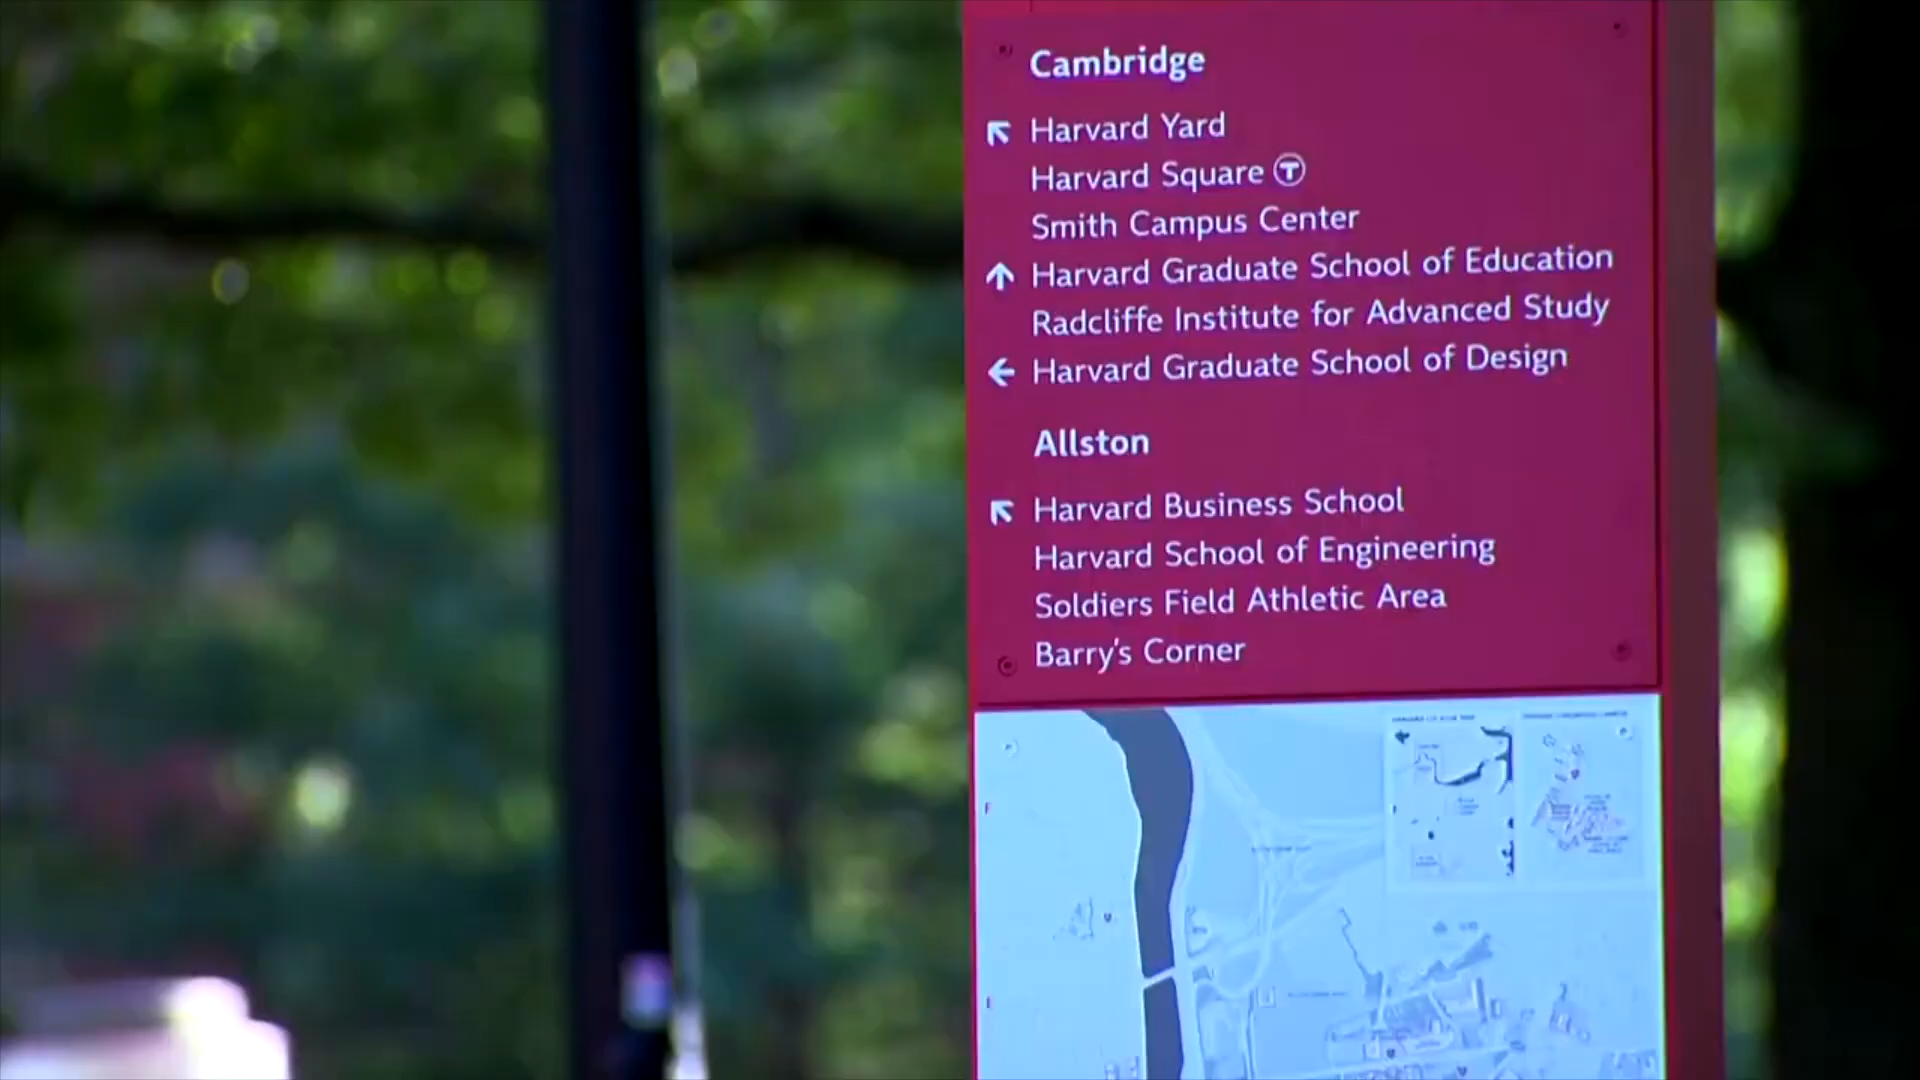 Cambridge
Harvard Yard
Harvard Square T
Smith Campus Center
Harvard Graduate School of Education
Radcliffe Institute for Advanced Study
Harvard Graduate School of Design
Allston
Harvard Business School
Harvard School of Engineering
Soldiers Field Athletic Area
Barry's Corner
F
E